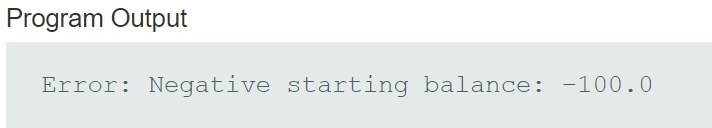 Program Output
Error: Negative starting balance: -100.0